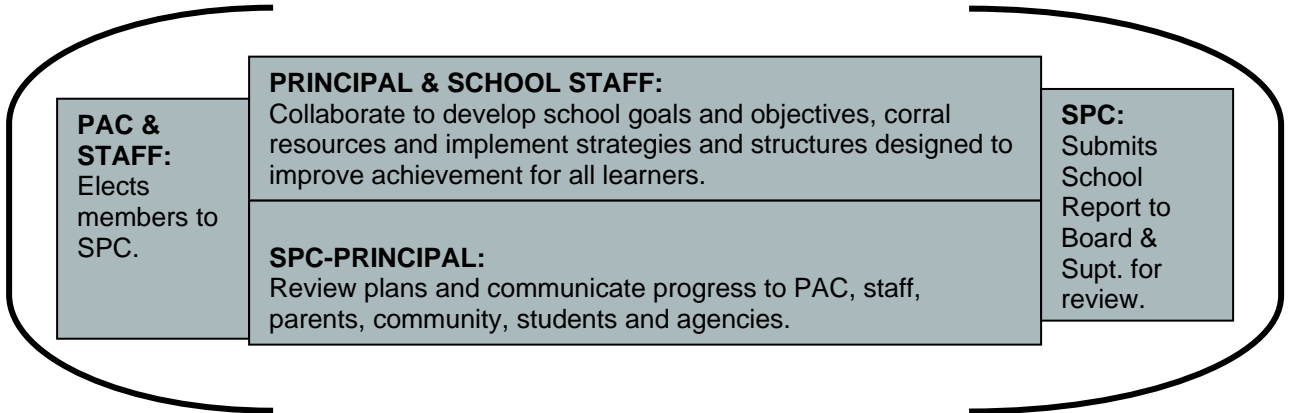 PAC &
STAFF:
Elects
members to
SPC.
PRINCIPAL & SCHOOL STAFF:
Collaborate to develop school goals and objectives, corral
resources and implement strategies and structures designed to
improve achievement for all learners.
SPC-PRINCIPAL:
Review plans and communicate progress to PAC, staff,
parents, community, students and agencies.
SPC:
Submits
School
Report to
Board &
Supt. for
review.